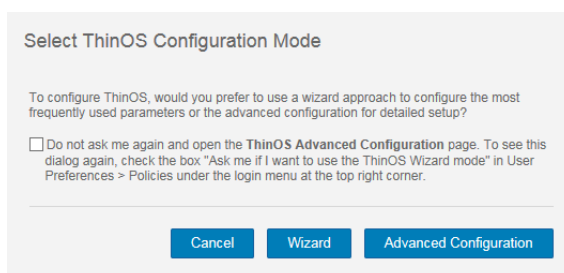 Select ThinOS Configuration Mode
To configure ThinOS, would you prefer to use a wizard approach to configure the most
frequently used parameters or the advanced configuration for detailed setup?
Do not ask me again and open the ThinOS Advanced Configuration page. To see this
dialog again, check the box "Ask me if I want to use the ThinOS Wizard mode" in User
Preferences > Policies under the login menu at the top right corner.
Cancel Wizard Advanced Configuration